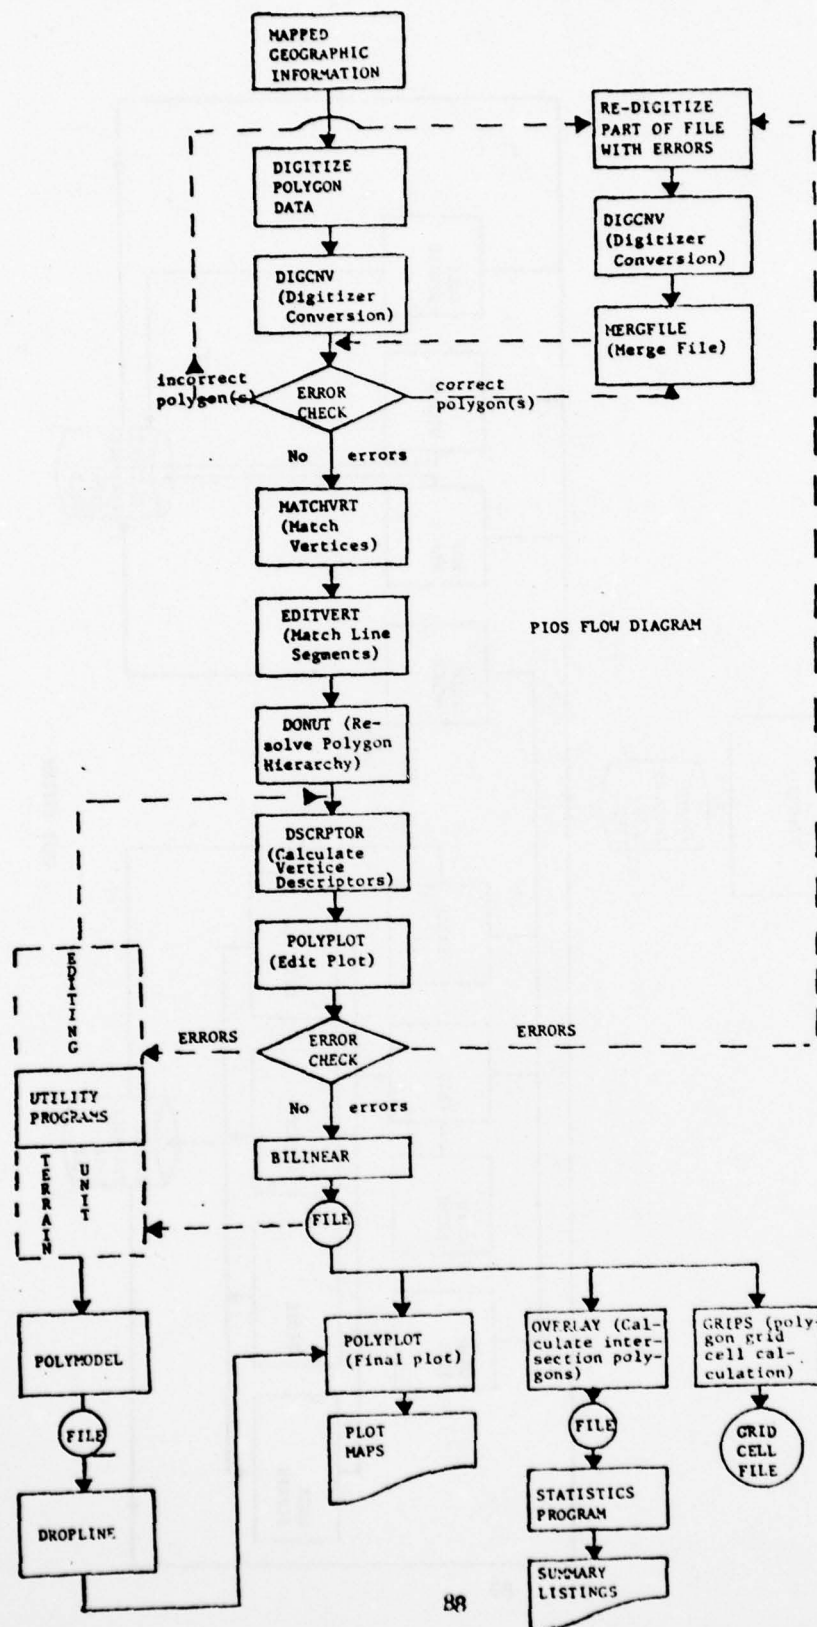 MAPPED
GEOGRAPHIC
INFORMATION
RE-DIGITIZE
PART OF FILE
WITH ERRORS
DIGITIZE
POLYGON
DATA
DIGCNV
(Digitizer
Conversion)
DIGCNV
(Digitizer
Conversion)
MERGFILE
(Merge File)
incorrect
polygon(s)
ERROR
CHECK
correct
polygon(s)
No errors
MATCHVRT
(Match
Vertices)
EDITVERT
(Match Line
Segments)
PIOS FLOW DIAGRAM
DONUT (Re-
solve Polygon
Hierarchy)
DSCRPTOR
(Calculate
Vertice
Descriptors)
POLYPLOT
(Edit Plot)
EDITING
ERRORS
ERROR
CHECK
ERRORS
UTILITY
PROGRAMS
No errors
BILINEAR
TERRAIN
UNIT
FILE
POLYMODEL
POLYPLOT
(Final plot)
OVERLAY (Cal-
culate inter-
section poly-
gons)
GRIPS (poly-
gon grid
cell cal-
culation)
FILE
PLOT
MAPS
FILE
GRID
CELL
FILE
DROPLINE
STATISTICS
PROGRAM
SUMMARY
LISTINGS
88